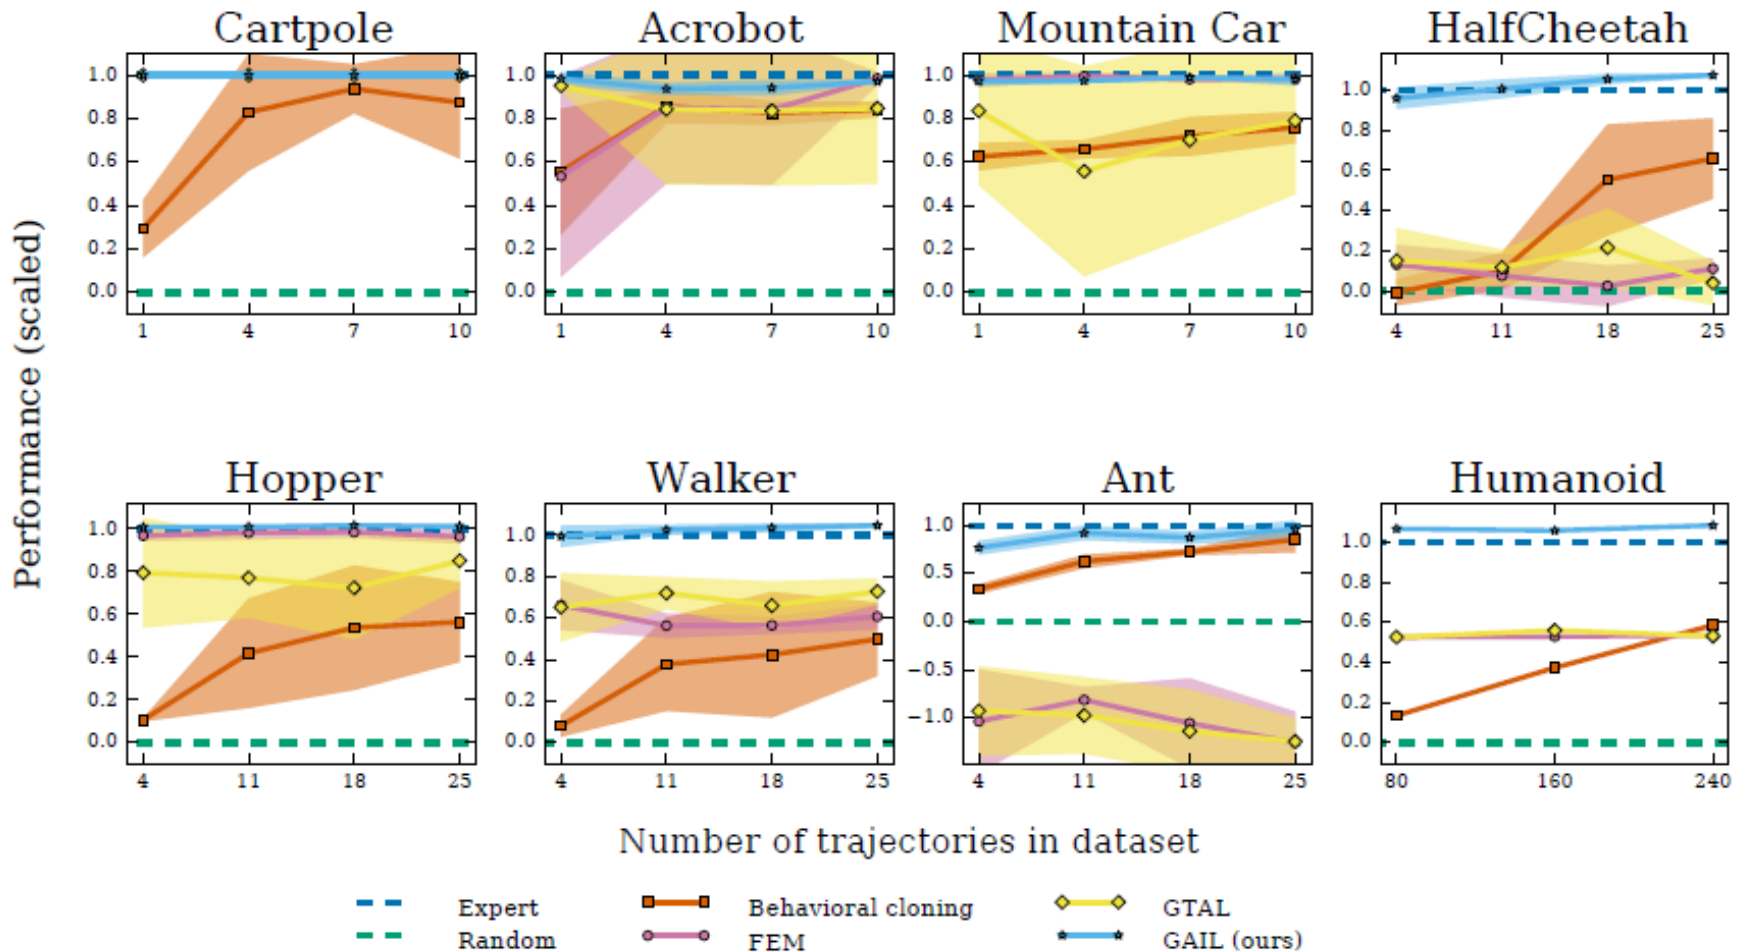 Cartpole Acrobot Mountain Car HalfCheetah
1.0 1.0 1.0 1.0
0.8 0.8 0.8 0.8
0.6 0.6 0.6 0.6
0.4 0.4 0.4 0.4
0.2 0.2 0.2 0.2
0.0 0.0 0.0 0.0
1 4 7 10 1 4 7 10 1 4 7 10 4 11 18 25
Performance (scaled)
Hopper Walker Ant Humanoid
1.0 1.0 1.0 1.0
0.8 0.8 0.5 0.8
0.6 0.6 0.0 0.6
0.4 0.4 −0.5 0.4
0.2 0.2 −1.0 0.2
0.0 0.0 0.0
4 11 18 25 4 11 18 25 4 11 18 25 80 160 240
Number of trajectories in dataset
Expert Behavioral cloning GTAL
Random FEM GAIL (ours)